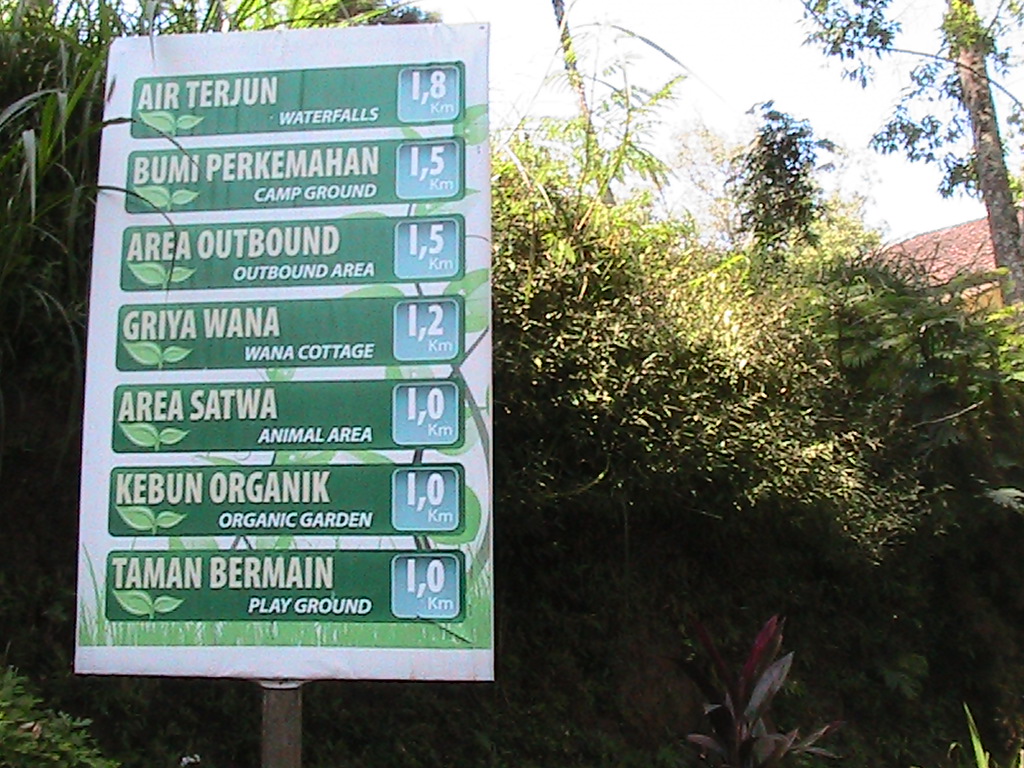 AIR TERJUN
WATERFALLS
1,8
Km
BUMI PERKEMAHAN
CAMP GROUND
1,5
Km
AREA OUTBOUND
OUTBOUND AREA
1,5
Km
GRIYA WANA
WANA COTTAGE
1,2
Km
AREA SATWA
ANIMAL AREA
1,0
Km
KEBUN ORGANIK
ORGANIC GARDEN
1,0
Km
TAMAN BERMAIN
PLAY GROUND
1,0
Km